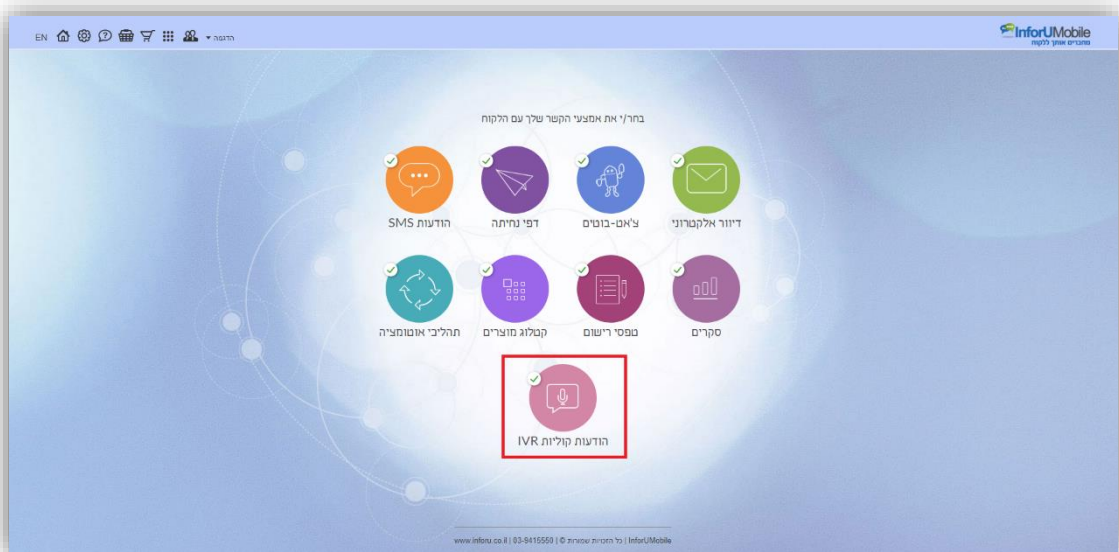 InforUMobile
מחברים אותך ללקוח
הדגמה
EN
בחר/י את אמצעי הקשר שלך עם הלקוח
דיוור אלקטרוני
צ'אט-בוטים
דפי נחיתה
הודעות SMS
סקרים
טפסי רישום
קטלוג מוצרים
תהליכי אוטומציה
הודעות קוליות IVR
InforUMobile | כל הזכויות שמורות © | 03-9415550 | www.inforu.co.il